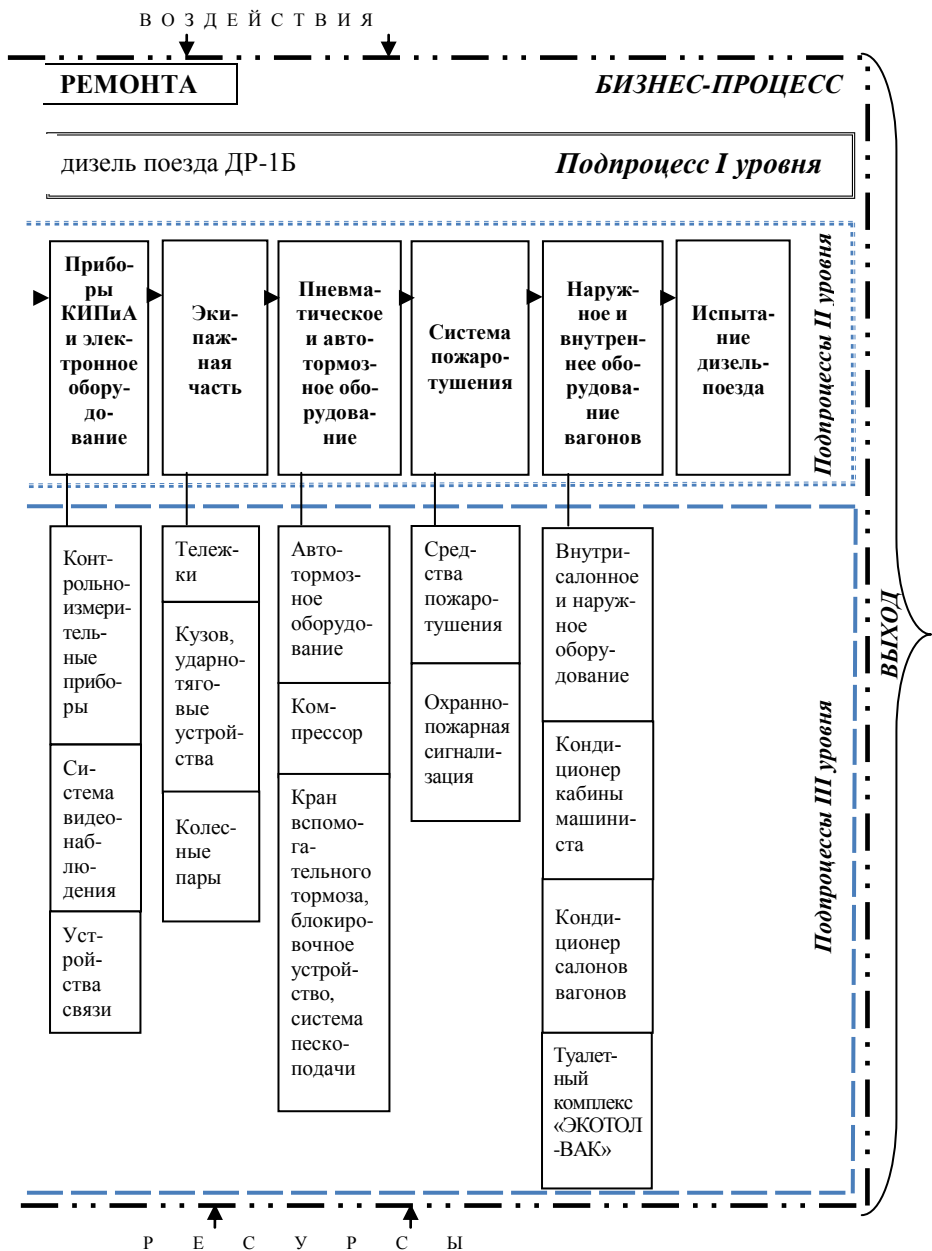 В О З Д Е Й С Т В И Я
РЕМОНТА
БИЗНЕС-ПРОЦЕСС
дизель поезда ДР-1Б
Подпроцесс I уровня
Прибо-
ры
КИПиА
и элек-
тронное
обору-
до-
вание
Эки-
паж-
ная
часть
Пневма-
тическое
и авто-
тормоз-
ное обо-
рудова-
ние
Система
пожаро-
тушения
Наруж-
ное и
внутрен-
нее обо-
рудова-
ние
вагонов
Испыта-
ние
дизель-
поезда
Подпроцессы II уровня
Конт-
рольно-
измери-
тель-
ные
прибо-
ры
Си-
стема
видео-
наб-
лю-
дения
Уст-
рой-
ства
связи
Тележ-
ки
Кузов,
ударно-
тяго-
вые
устрой-
ства
Колес-
ные
пары
Авто-
тормоз-
ное
оборудо-
вание
Ком-
прессор
Кран
вспомо-
га-
тельного
тормоза,
блокиро-
вочное
устрой-
ство,
система
песко-
подачи
Сред-
ства
пожаро-
тушения
Охранно-
пожарная
сигнали-
зация
Внутри-
салонное
и наруж-
ное
обору-
дование
Конди-
ционер
кабины
машини-
ста
Конди-
ционер
салонов
вагонов
Туалет-
ный
комплекс
«ЭКОТОЛ
-ВАК»
Подпроцессы III уровня
ВЫХОД
Р Е С У Р С Ы